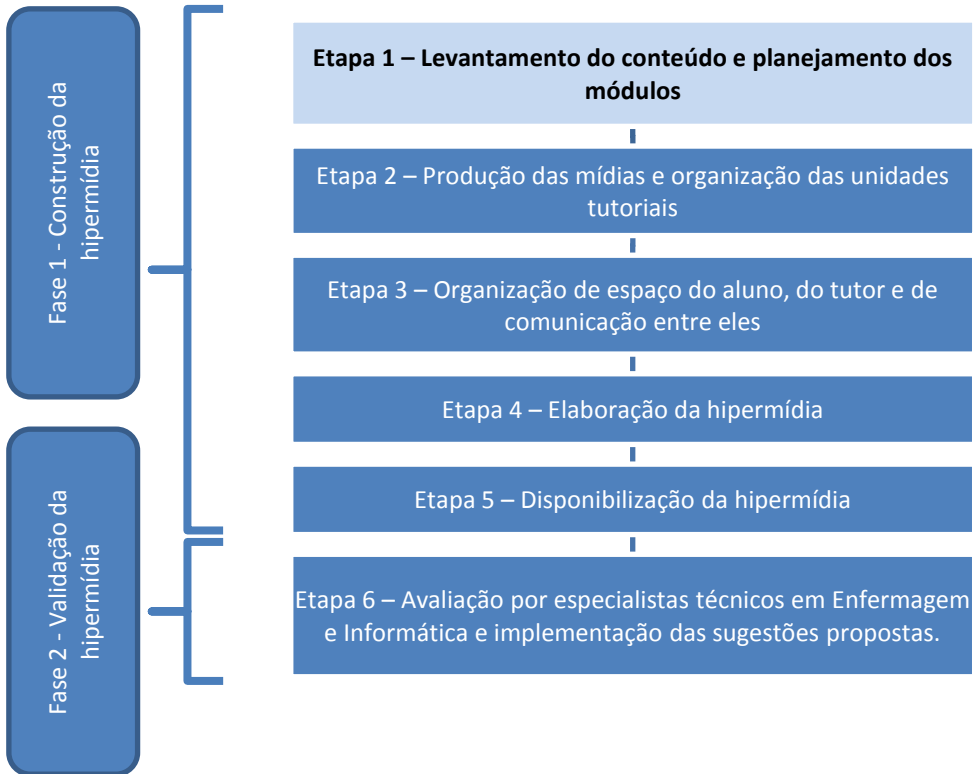 Fase 1 - Construção da
hipermídia
Etapa 1 – Levantamento do conteúdo e planejamento dos
módulos
Etapa 2 – Produção das mídias e organização das unidades
tutoriais
Etapa 3 – Organização de espaço do aluno, do tutor e de
comunicação entre eles
Etapa 4 – Elaboração da hipermídia
Etapa 5 – Disponibilização da hipermídia
Fase 2 - Validação da
hipermídia
Etapa 6 – Avaliação por especialistas técnicos em Enfermagem
e Informática e implementação das sugestões propostas.